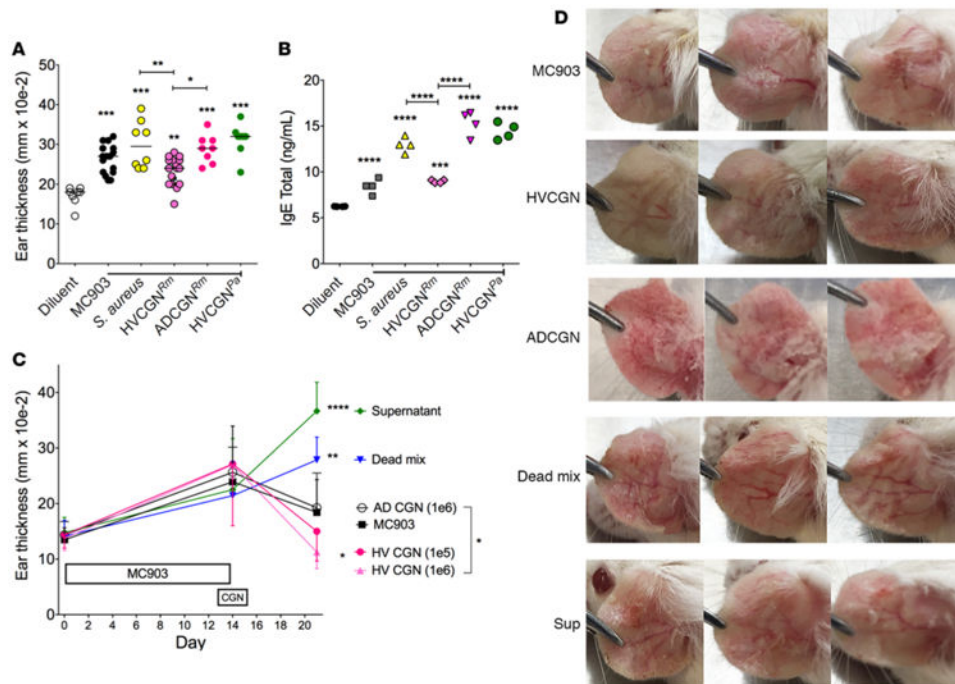 A
Ear thickness (mm x 10e-2)
50
40
30
20
10
0
***
***
**
**
*
***
***
Diluent
MC903
S. aureus
HVCGNRm
ADCGNRm
HVCGNPa
B
IgE Total (ng/mL)
20
15
10
5
0
****
****
****
***
****
****
****
Diluent
MC903
S. aureus
HVCGNRm
ADCGNRm
HVCGNPa
C
Ear thickness (mm x 10e-2)
40
30
20
10
0
MC903
CGN
0 2 4 6 8 10 12 14 16 18 20
Day
**** Supernatant
** Dead mix
AD CGN (1e6)
MC903
* HV CGN (1e5)
HV CGN (1e6)
*
D
MC903
HVCGN
ADCGN
Dead mix
Sup